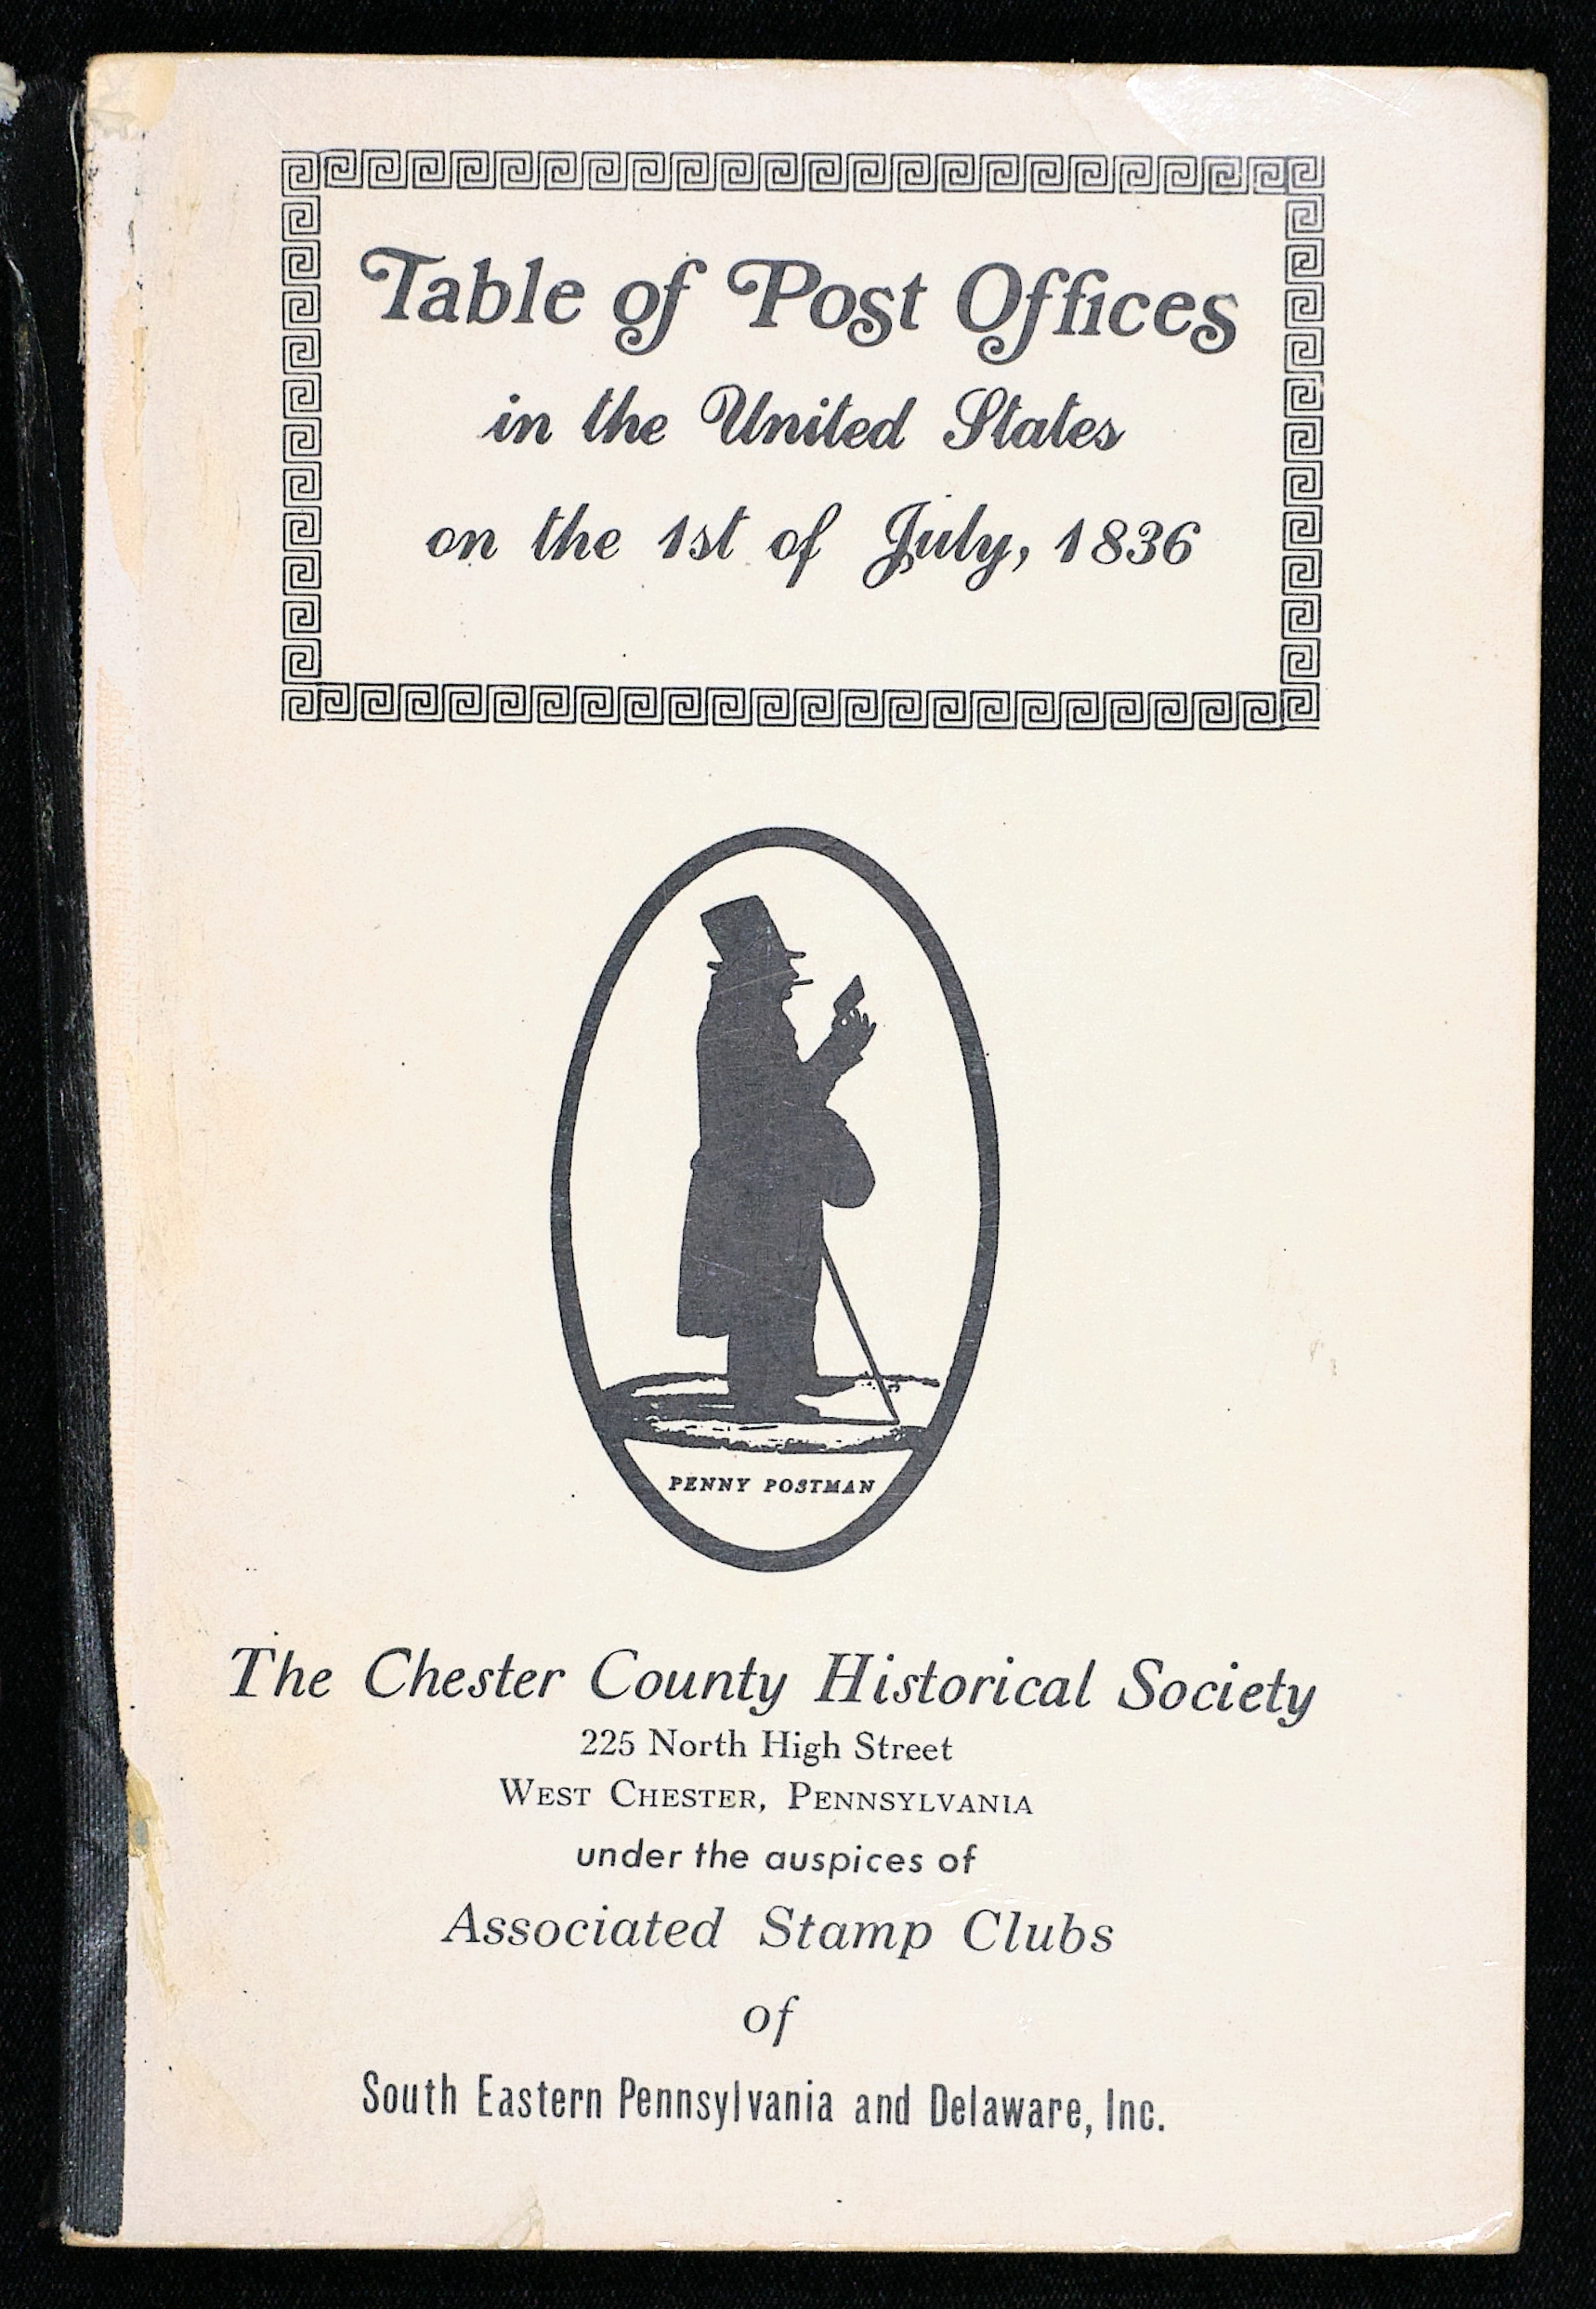 Table of Post Offices
in the United States
on the 1st of July, 1836
PENNY POSTMAN
The Chester County Historical Society
225 North High Street
WEST CHESTER, PENNSYLVANIA
under the auspices of
Associated Stamp Clubs
of
South Eastern Pennsylvania and Delaware, Inc.